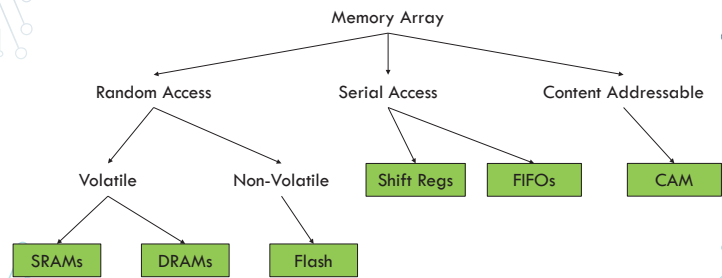 Memory Array
Random Access
Serial Access
Content Addressable
Volatile
Non-Volatile
Shift Regs
FIFOs
CAM
SRAMs
DRAMs
Flash